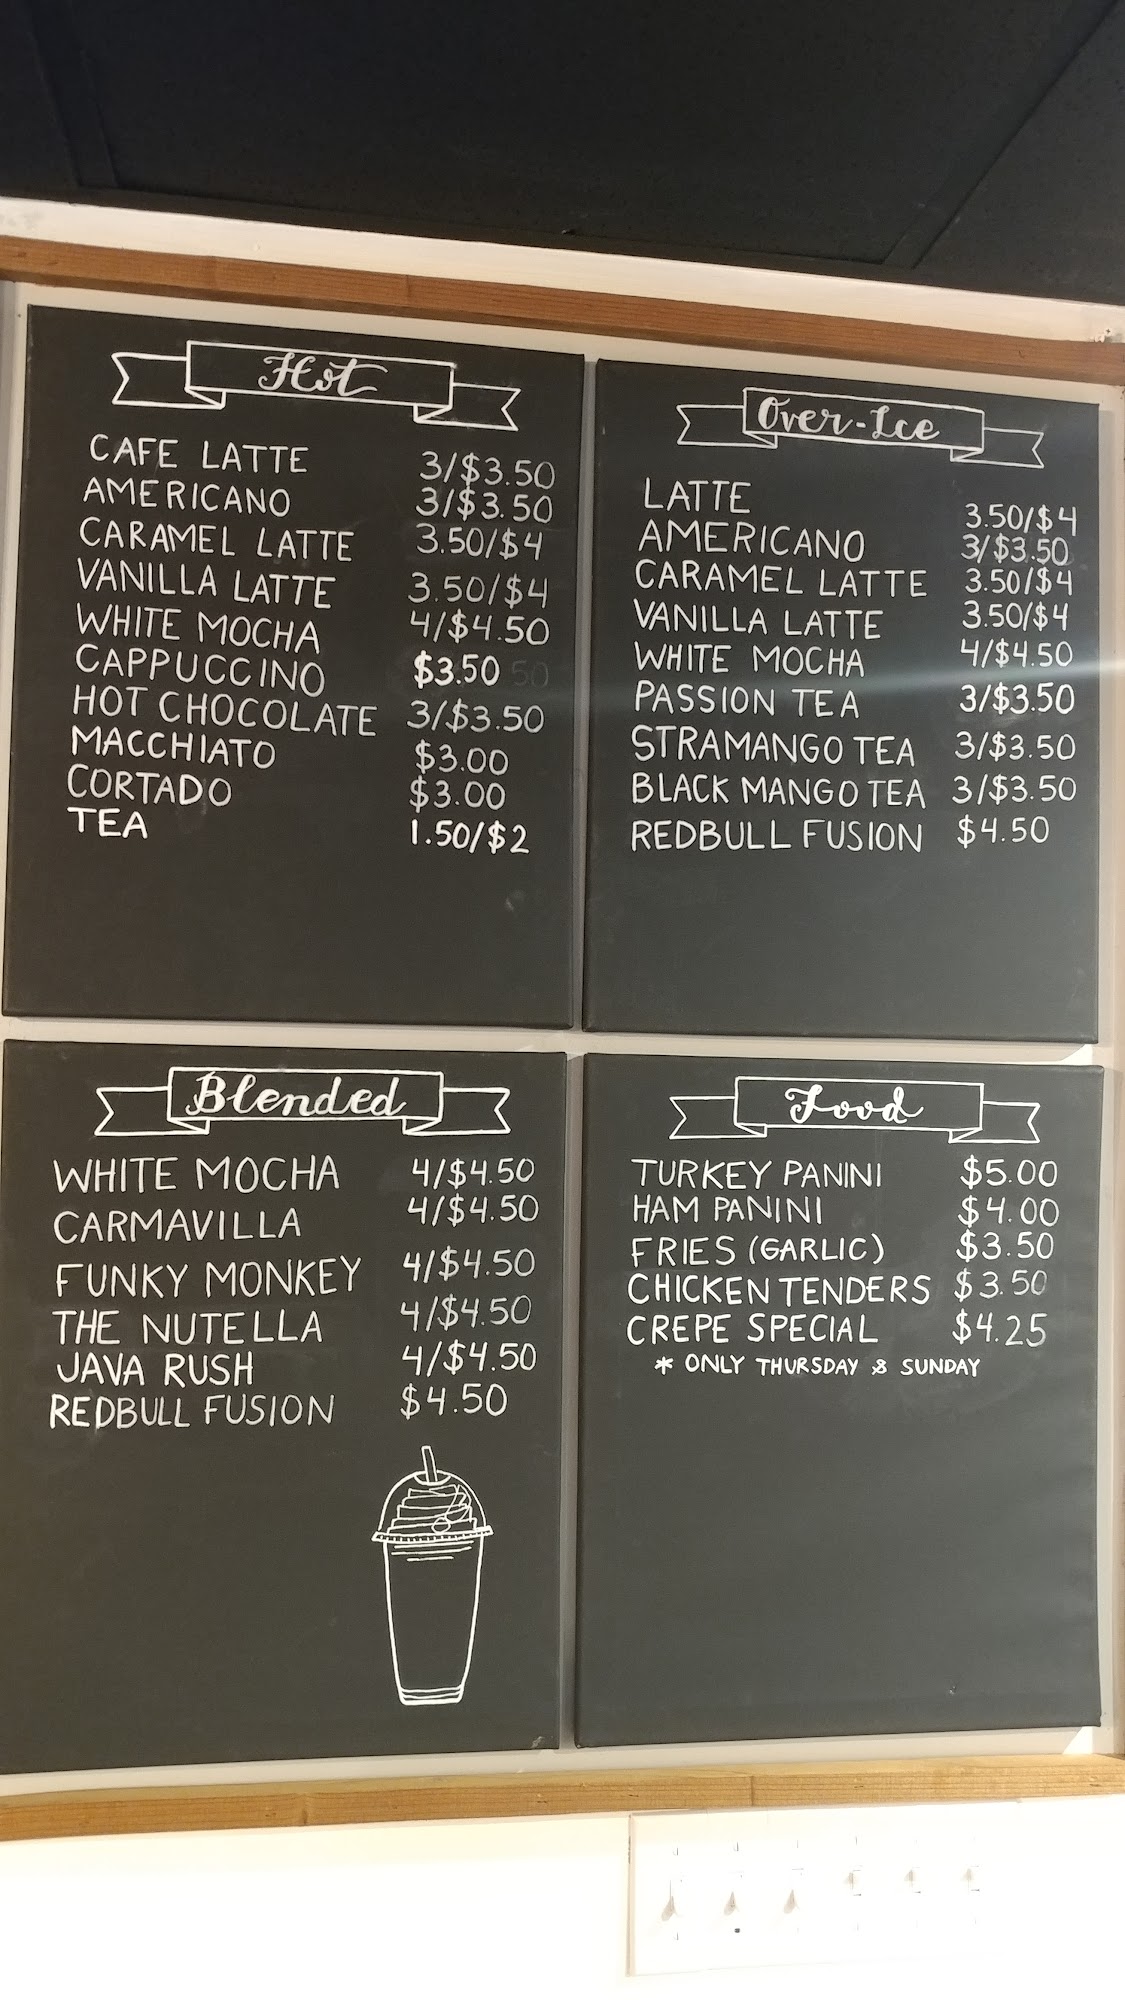 Hot
CAFE LATTE 3/$3.50
AMERICANO 3/$3.50
CARAMEL LATTE 3.50/$4
VANILLA LATTE 3.50/$4
WHITE MOCHA 4/$4.50
CAPPUCCINO $3.50
HOT CHOCOLATE 3/$3.50
MACCHIATO $3.00
CORTADO $3.00
TEA 1.50/$2
Over-Ice
LATTE 3.50/$4
AMERICANO 3/$3.50
CARAMEL LATTE 3.50/$4
VANILLA LATTE 3.50/$4
WHITE MOCHA 4/$4.50
PASSION TEA 3/$3.50
STRAMANGO TEA 3/$3.50
BLACK MANGO TEA 3/$3.50
REDBULL FUSION $4.50
Blended
WHITE MOCHA 4/$4.50
CARMAVILLA 4/$4.50
FUNKY MONKEY 4/$4.50
THE NUTELLA 4/$4.50
JAVA RUSH 4/$4.50
REDBULL FUSION $4.50
Food
TURKEY PANINI $5.00
HAM PANINI $4.00
FRIES (GARLIC) $3.50
CHICKEN TENDERS $3.50
CREPE SPECIAL $4.25
* ONLY THURSDAY & SUNDAY